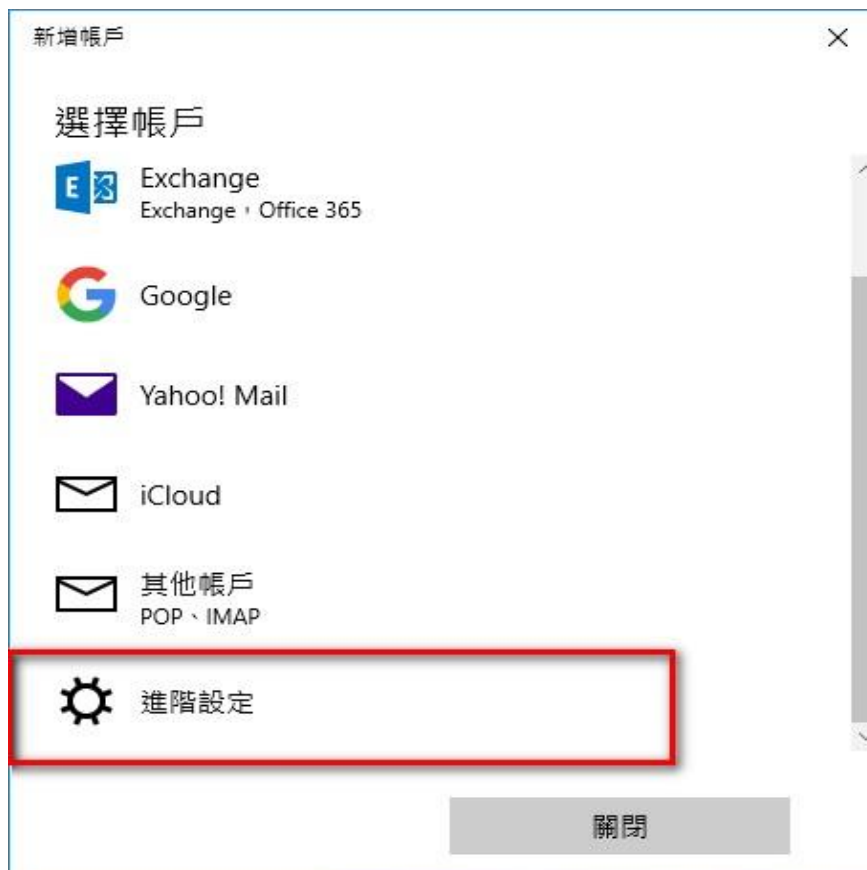 新增帳戶
選擇帳戶
Exchange
Exchange，Office 365
Google
Yahoo! Mail
iCloud
其他帳戶
POP、IMAP
進階設定
關閉